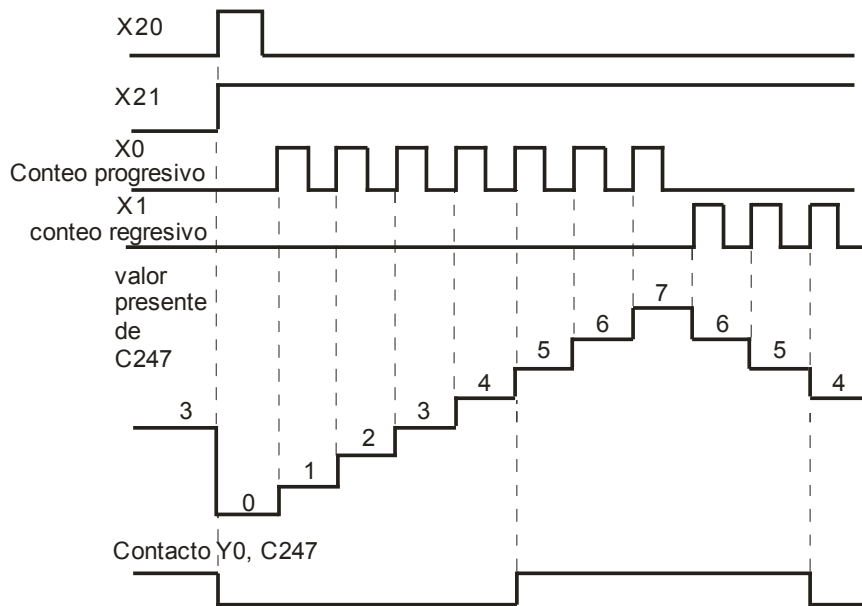 X20
X21
X0
Conteo progresivo
X1
conteo regresivo
valor
presente
de
C247
3
0
1
2
3
4
5
6
7
6
5
4
Contacto Y0, C247